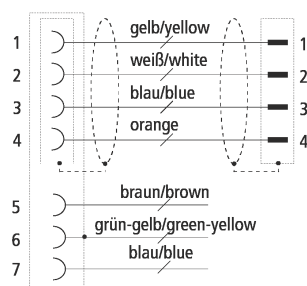 1 gelb/yellow 1
2 weiß/white 2
3 blau/blue 3
4 orange 4
5 braun/brown
6 grün-gelb/green-yellow
7 blau/blue